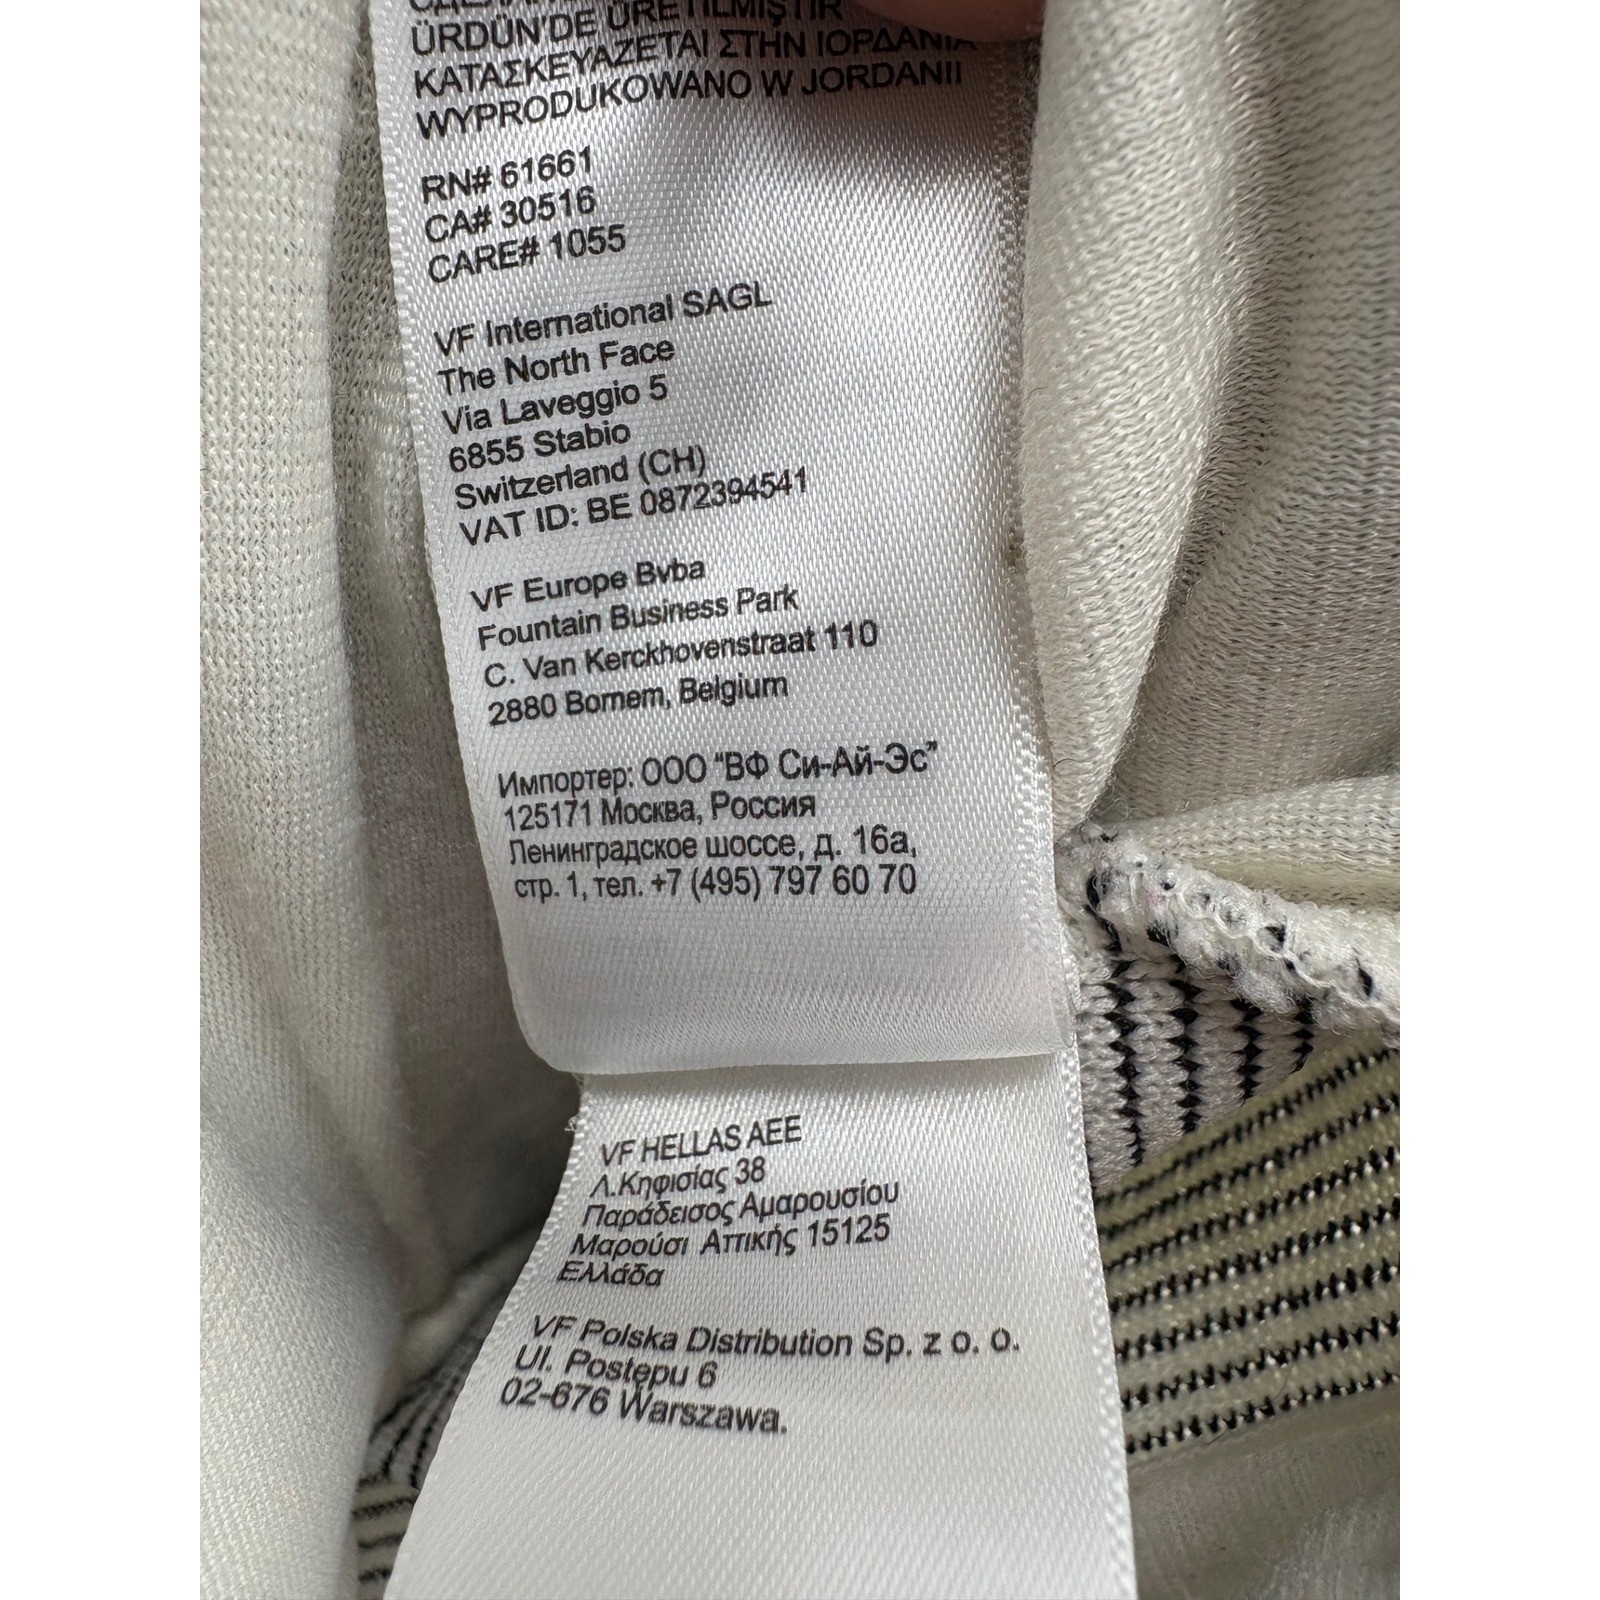 ÜRDÜN'DE ÜRETİLMİŞTİR
ΚΑΤΑΣΚΕΥΑΖΕΤΑΙ ΣΤΗΝ ΙΟΡΔΑΝΙΑ
WYPRODUKOWANO W JORDANII
RN# 61661
CA# 30516
CARE# 1055
VF International SAGL
The North Face
Via Laveggio 5
6855 Stabio
Switzerland (CH)
VAT ID: BE 0872394541
VF Europe Bvba
Fountain Business Park
C. Van Kerckhovenstraat 110
2880 Bornem, Belgium
Импортер: ООО "ВФ Си-Ай-Эс"
125171 Москва, Россия
Ленинградское шоссе, д. 16а,
стр. 1, тел. +7 (495) 797 60 70
VF HELLAS AEE
Λ.Κηφισίας 38
Παράδεισος Αμαρουσίου
Μαρούσι Αττικής 15125
Ελλάδα
VF Polska Distribution Sp. z o. o.
Ul. Postępu 6
02-676 Warszawa.